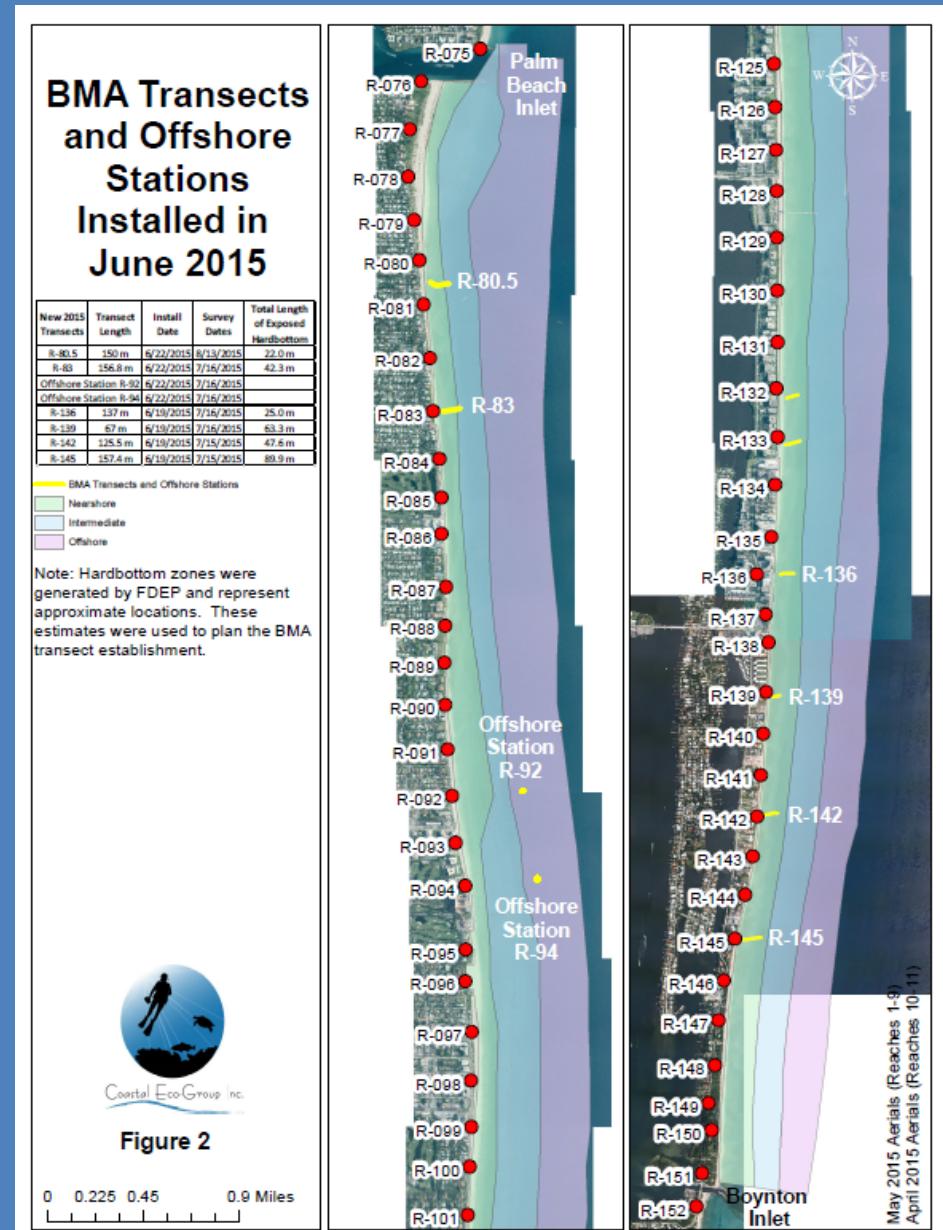 BMA Transects
and Offshore
Stations
Installed in
June 2015
New 2015 Transects | Transect Length | Install Date | Survey Dates | Total Length of Exposed Hardbottom
R-80.5 | 150 m | 6/22/2015 | 8/13/2015 | 22.0 m
R-83 | 156.8 m | 6/22/2015 | 7/16/2015 | 42.3 m
Offshore Station R-92 | 6/22/2015 | 7/16/2015
Offshore Station R-94 | 6/22/2015 | 7/16/2015
R-136 | 137 m | 6/19/2015 | 7/16/2015 | 25.0 m
R-139 | 67 m | 6/19/2015 | 7/16/2015 | 63.3 m
R-142 | 125.5 m | 6/19/2015 | 7/15/2015 | 47.6 m
R-145 | 157.4 m | 6/19/2015 | 7/15/2015 | 89.9 m
BMA Transects and Offshore Stations
Nearshore
Intermediate
Offshore
Note: Hardbottom zones were
generated by FDEP and represent
approximate locations. These
estimates were used to plan the BMA
transect establishment.
Coastal Eco-Group Inc.
Figure 2
0 0.225 0.45 0.9 Miles
R-075
Palm
Beach
Inlet
R-076
R-077
R-078
R-079
R-080
R-80.5
R-081
R-082
R-083
R-83
R-084
R-085
R-086
R-087
R-088
R-089
R-090
R-091
Offshore
Station
R-92
R-092
R-093
R-094
Offshore
Station
R-94
R-095
R-096
R-097
R-098
R-099
R-100
R-101
N
W E
S
R-125
R-126
R-127
R-128
R-129
R-130
R-131
R-132
R-133
R-134
R-135
R-136
R-136
R-137
R-138
R-139
R-139
R-140
R-141
R-142
R-142
R-143
R-144
R-145
R-145
R-146
R-147
R-148
R-149
R-150
R-151
R-152
Boynton
Inlet
May 2015 Aerials (Reaches 1-9)
April 2015 Aerials (Reaches 10-11)